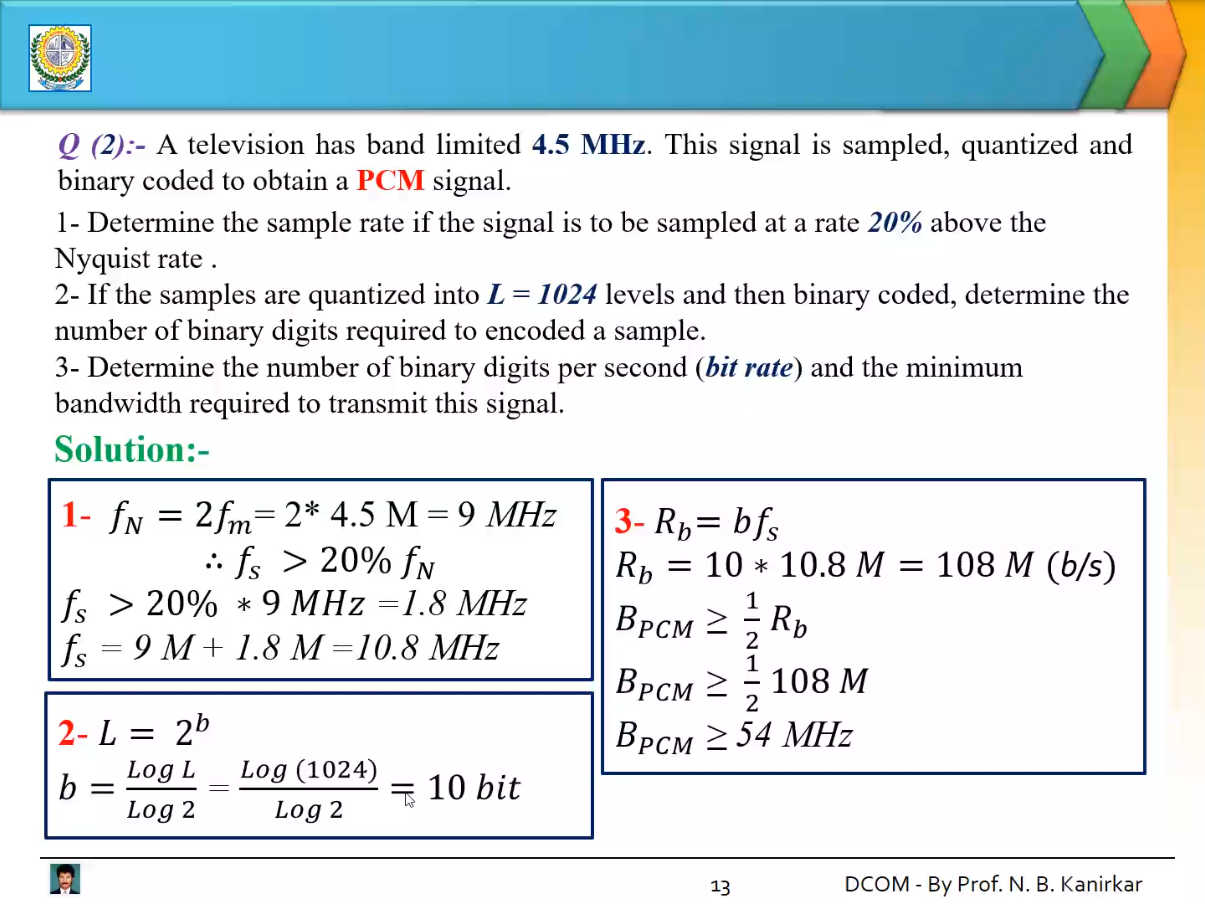 Q (2):- A television has band limited 4.5 MHz. This signal is sampled, quantized and
binary coded to obtain a PCM signal.
1- Determine the sample rate if the signal is to be sampled at a rate 20% above the
Nyquist rate .
2- If the samples are quantized into L = 1024 levels and then binary coded, determine the
number of binary digits required to encoded a sample.
3- Determine the number of binary digits per second (bit rate) and the minimum
bandwidth required to transmit this signal.
Solution:-
1- f_N = 2f_m= 2* 4.5 M = 9 MHz
∴ f_s > 20% f_N
f_s > 20% ∗ 9 MHz =1.8 MHz
f_s = 9 M + 1.8 M =10.8 MHz
2- L = 2^b
b = Log L / Log 2 = Log (1024) / Log 2 = 10 bit
3- R_b= bf_s
R_b = 10 ∗ 10.8 M = 108 M (b/s)
B_PCM ≥ 1/2 R_b
B_PCM ≥ 1/2 108 M
B_PCM ≥ 54 MHz
13
DCOM - By Prof. N. B. Kanirkar